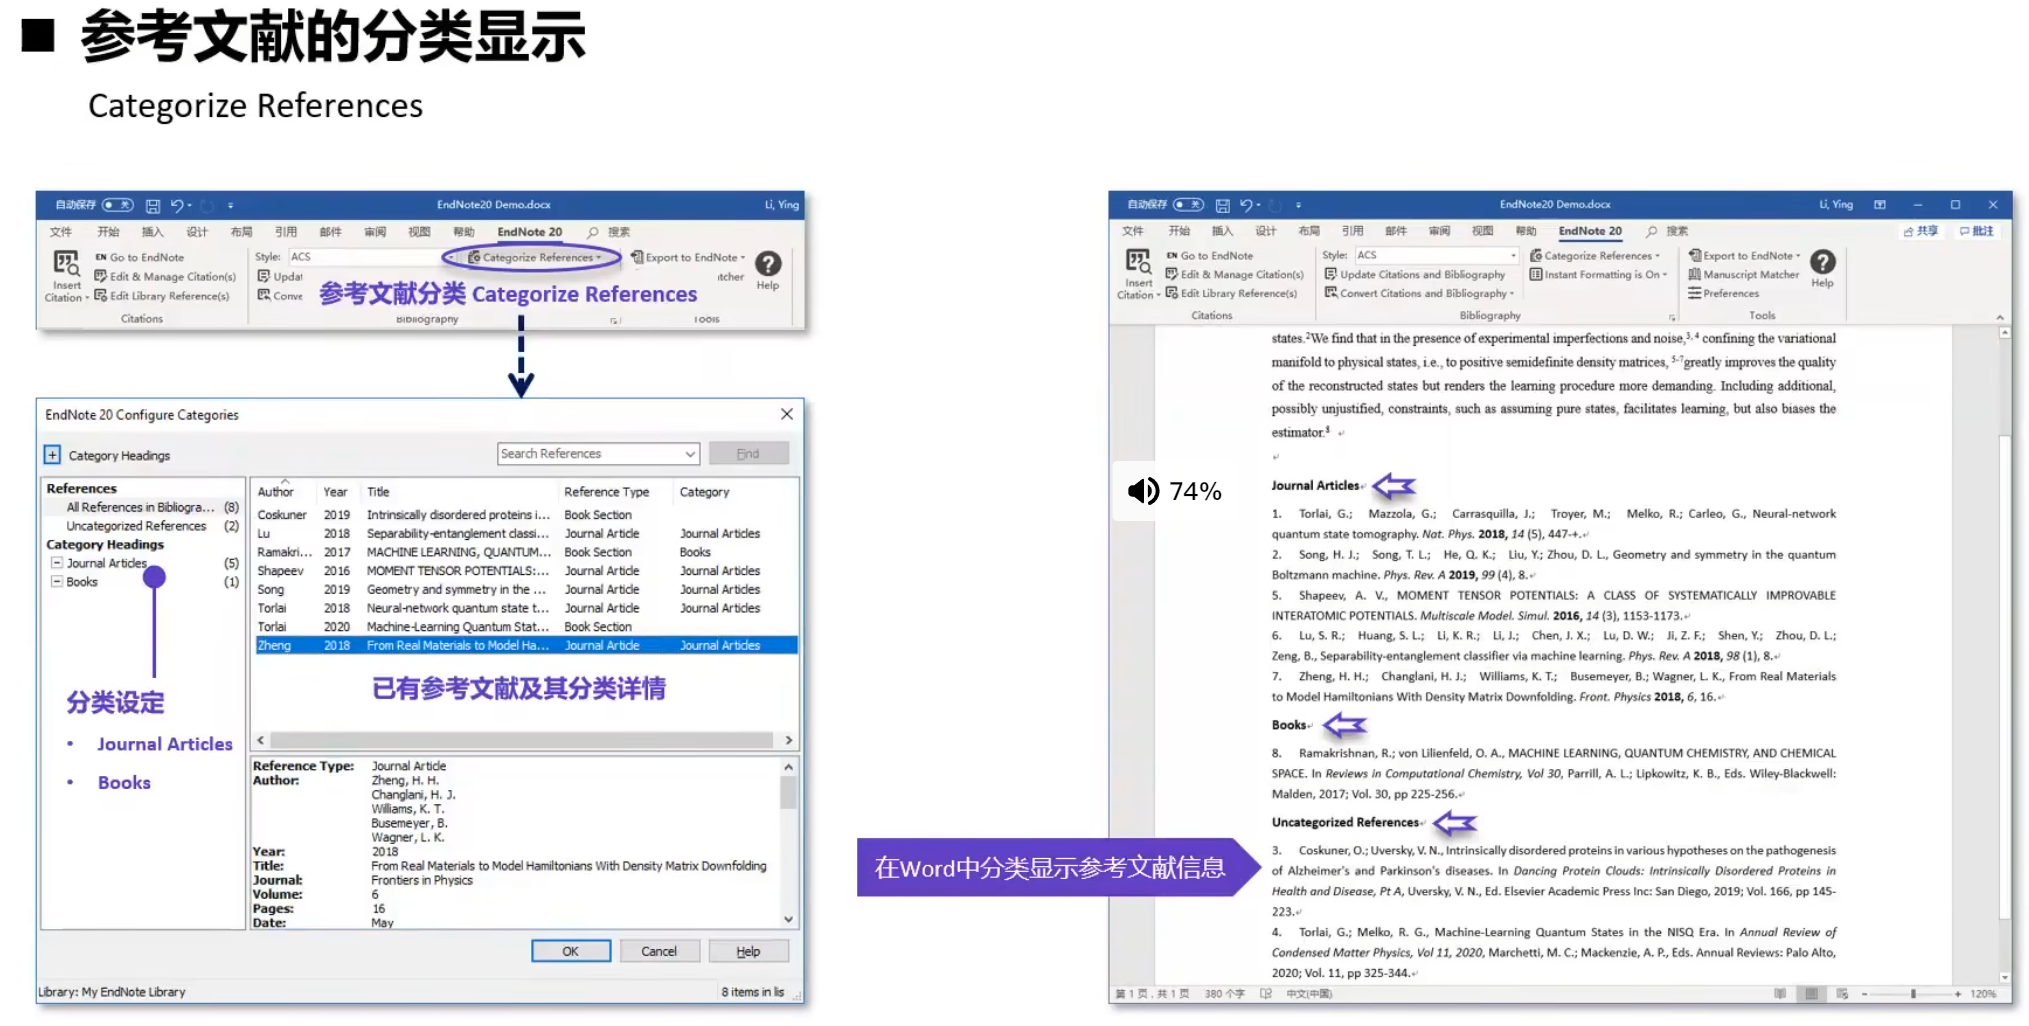 ■ 参考文献的分类显示
Categorize References
自动保存 关 EndNote20 Demo.docx Li, Ying
文件 开始 插入 设计 布局 引用 邮件 审阅 视图 帮助 EndNote 20 搜索
Insert Citation
EN Go to EndNote
Edit & Manage Citation(s)
Edit Library Reference(s)
Citations
Style: ACS
Categorize References
Export to EndNote
Help
参考文献分类 Categorize References
Bibliography
Tools
EndNote 20 Configure Categories
+ Category Headings
Search References
Find
References
All References in Bibliogra... (8)
Uncategorized References (2)
Category Headings
Journal Articles (5)
Books (1)
分类设定
• Journal Articles
• Books
Author Year Title Reference Type Category
Coskuner 2019 Intrinsically disordered proteins i... Book Section
Lu 2018 Separability-entanglement classi... Journal Article Journal Articles
Ramakri... 2017 MACHINE LEARNING, QUANTUM... Book Section Books
Shapeev 2016 MOMENT TENSOR POTENTIALS:... Journal Article Journal Articles
Song 2019 Geometry and symmetry in the ... Journal Article Journal Articles
Torlai 2018 Neural-network quantum state t... Journal Article Journal Articles
Torlai 2020 Machine-Learning Quantum Stat... Book Section
Zheng 2018 From Real Materials to Model Ha... Journal Article Journal Articles
已有参考文献及其分类详情
Reference Type: Journal Article
Author: Zheng, H. H.
Changlani, H. J.
Williams, K. T.
Busemeyer, B.
Wagner, L. K.
Year: 2018
Title: From Real Materials to Model Hamiltonians With Density Matrix Downfolding
Journal: Frontiers in Physics
Volume: 6
Pages: 16
Date: May
OK Cancel Help
Library: My EndNote Library 8 items in lis
自动保存 关 EndNote20 Demo.docx Li, Ying
文件 开始 插入 设计 布局 引用 邮件 审阅 视图 帮助 EndNote 20 搜索 共享 批注
Insert Citation
EN Go to EndNote
Edit & Manage Citation(s)
Edit Library Reference(s)
Citations
Style: ACS
Update Citations and Bibliography
Convert Citations and Bibliography
Categorize References
Instant Formatting is On
Bibliography
Export to EndNote
Manuscript Matcher
Preferences
Help
Tools
states.²We find that in the presence of experimental imperfections and noise,³, ⁴ confining the variational
manifold to physical states, i.e., to positive semidefinite density matrices, ⁵⁻⁷greatly improves the quality
of the reconstructed states but renders the learning procedure more demanding. Including additional,
possibly unjustified, constraints, such as assuming pure states, facilitates learning, but also biases the
estimator.⁸
74%
Journal Articles
1. Torlai, G.; Mazzola, G.; Carrasquilla, J.; Troyer, M.; Melko, R.; Carleo, G., Neural-network
quantum state tomography. Nat. Phys. 2018, 14 (5), 447-+.
2. Song, H. J.; Song, T. L.; He, Q. K.; Liu, Y.; Zhou, D. L., Geometry and symmetry in the quantum
Boltzmann machine. Phys. Rev. A 2019, 99 (4), 8.
5. Shapeev, A. V., MOMENT TENSOR POTENTIALS: A CLASS OF SYSTEMATICALLY IMPROVABLE
INTERATOMIC POTENTIALS. Multiscale Model. Simul. 2016, 14 (3), 1153-1173.
6. Lu, S. R.; Huang, S. L.; Li, K. R.; Li, J.; Chen, J. X.; Lu, D. W.; Ji, Z. F.; Shen, Y.; Zhou, D. L.;
Zeng, B., Separability-entanglement classifier via machine learning. Phys. Rev. A 2018, 98 (1), 8.
7. Zheng, H. H.; Changlani, H. J.; Williams, K. T.; Busemeyer, B.; Wagner, L. K., From Real Materials
to Model Hamiltonians With Density Matrix Downfolding. Front. Physics 2018, 6, 16.
Books
8. Ramakrishnan, R.; von Lilienfeld, O. A., MACHINE LEARNING, QUANTUM CHEMISTRY, AND CHEMICAL
SPACE. In Reviews in Computational Chemistry, Vol 30, Parrill, A. L.; Lipkowitz, K. B., Eds. Wiley-Blackwell:
Malden, 2017; Vol. 30, pp 225-256.
Uncategorized References
在Word中分类显示参考文献信息
3. Coskuner, O.; Uversky, V. N., Intrinsically disordered proteins in various hypotheses on the pathogenesis
of Alzheimer's and Parkinson's diseases. In Dancing Protein Clouds: Intrinsically Disordered Proteins in
Health and Disease, Pt A, Uversky, V. N., Ed. Elsevier Academic Press Inc: San Diego, 2019; Vol. 166, pp 145-
223.
4. Torlai, G.; Melko, R. G., Machine-Learning Quantum States in the NISQ Era. In Annual Review of
Condensed Matter Physics, Vol 11, 2020, Marchetti, M. C.; Mackenzie, A. P., Eds. Annual Reviews: Palo Alto,
2020; Vol. 11, pp 325-344.
第 1 页，共 1 页 380 个字 中文(中国) 120%